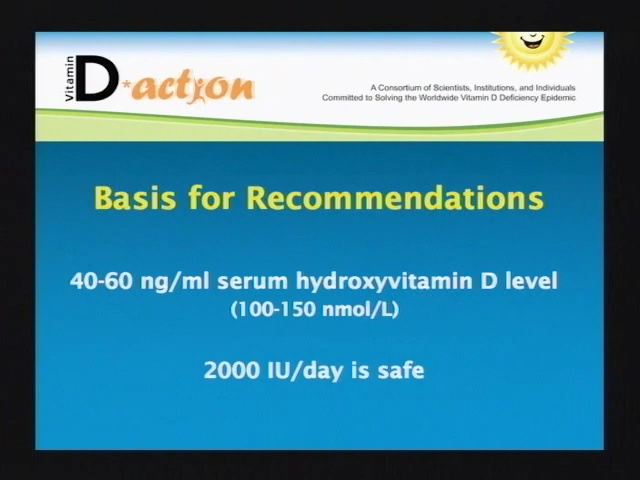 Vitamin
D*action
A Consortium of Scientists, Institutions, and Individuals
Committed to Solving the Worldwide Vitamin D Deficiency Epidemic
Basis for Recommendations
40-60 ng/ml serum hydroxyvitamin D level
(100-150 nmol/L)
2000 IU/day is safe